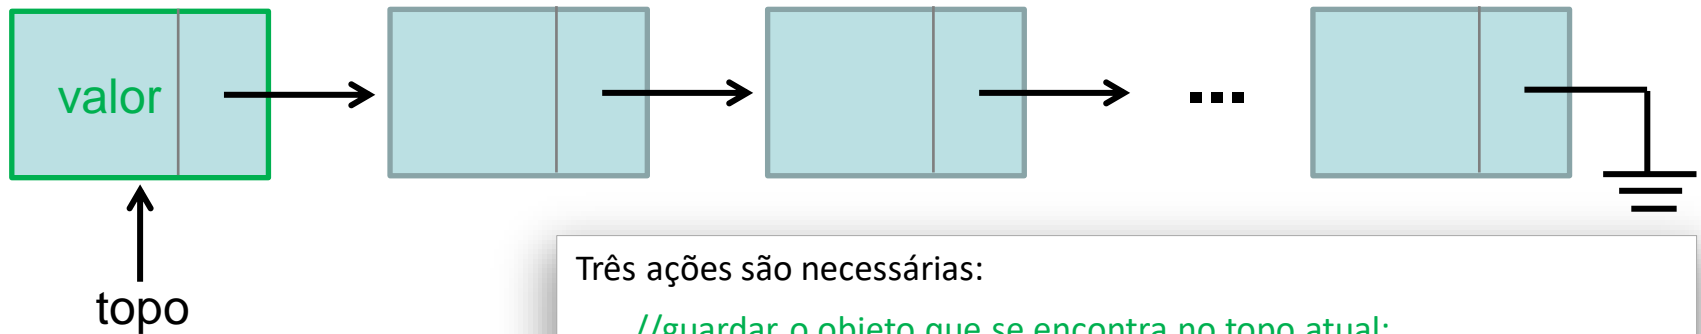 valor
...
topo
Três ações são necessárias:
//guardar o objeto que se encontra no topo atual: